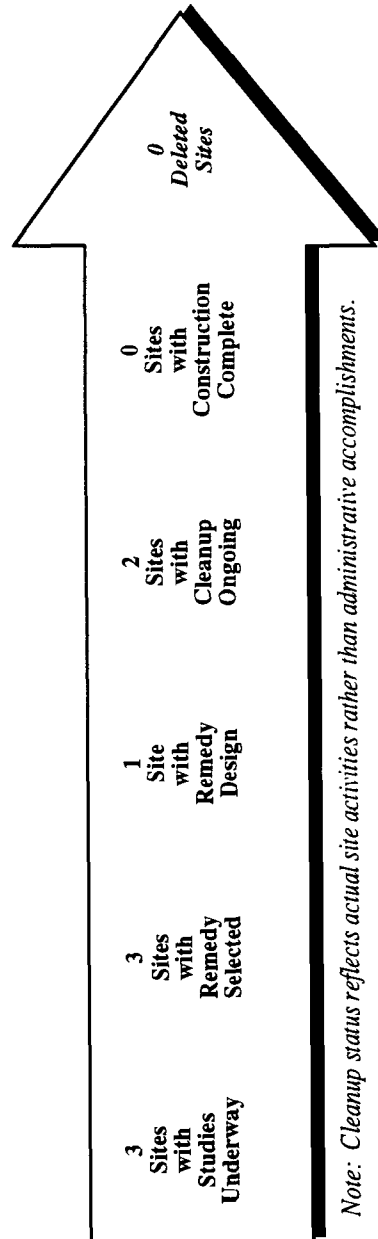 3
Sites
with
Studies
Underway
3
Sites
with
Remedy
Selected
1
Site
with
Remedy
Design
2
Sites
with
Cleanup
Ongoing
0
Sites
with
Construction
Complete
0
Deleted
Sites
Note: Cleanup status reflects actual site activities rather than administrative accomplishments.